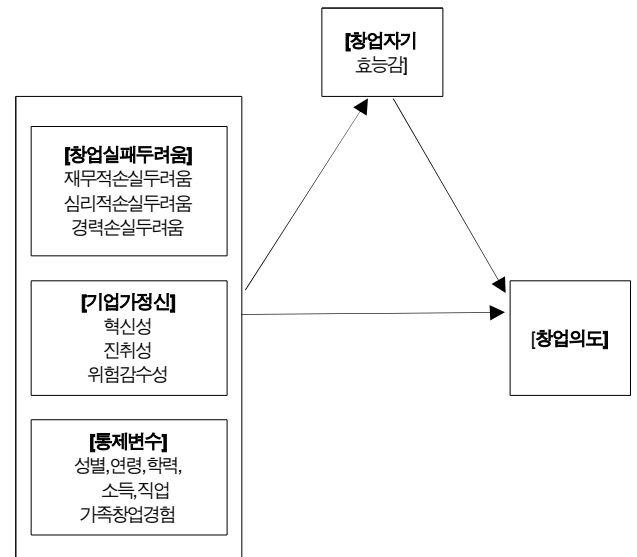 [창업자기
효능감]
[창업실패두려움]
재무적손실두려움
심리적손실두려움
경력손실두려움
[기업가정신]
혁신성
진취성
위험감수성
[창업의도]
[통제변수]
성별,연령,학력,
소득,직업
가족창업경험